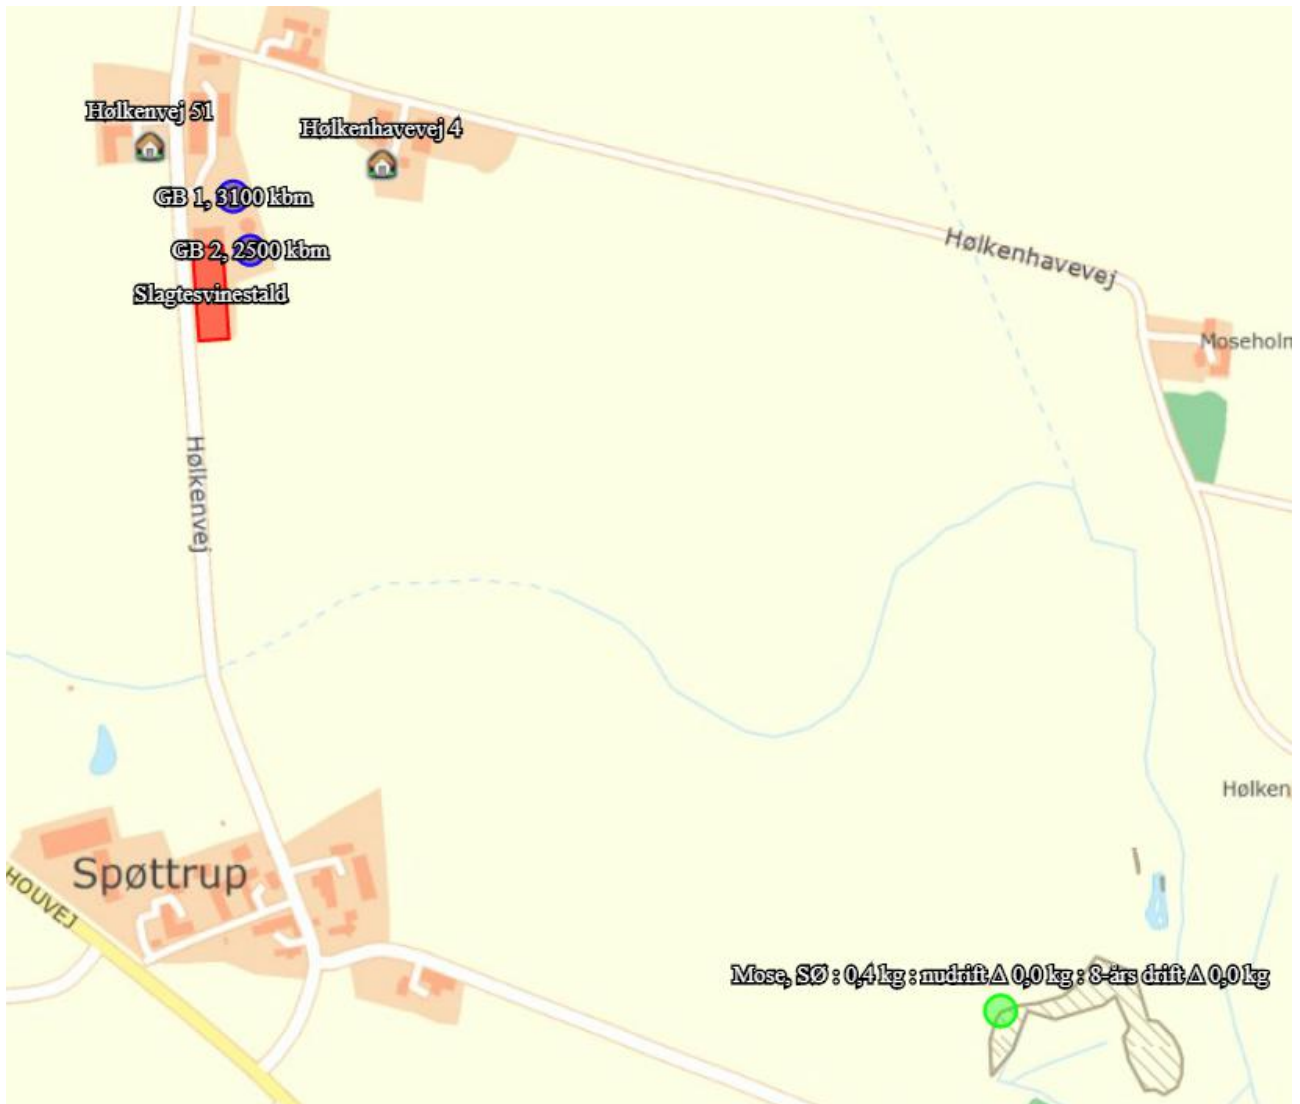 Hølkenvej 51
Hølkenhavevej 4
GB 1, 3100 kbm
Hølkenhavevej
GB 2, 2500 kbm
Slagtesvinestald
Moseholm
Hølkenvej
Hølken
Spøttrup
HOUVEJ
Mose, SØ : 0,4 kg : nudrift Δ 0,0 kg : 8-års drift Δ 0,0 kg